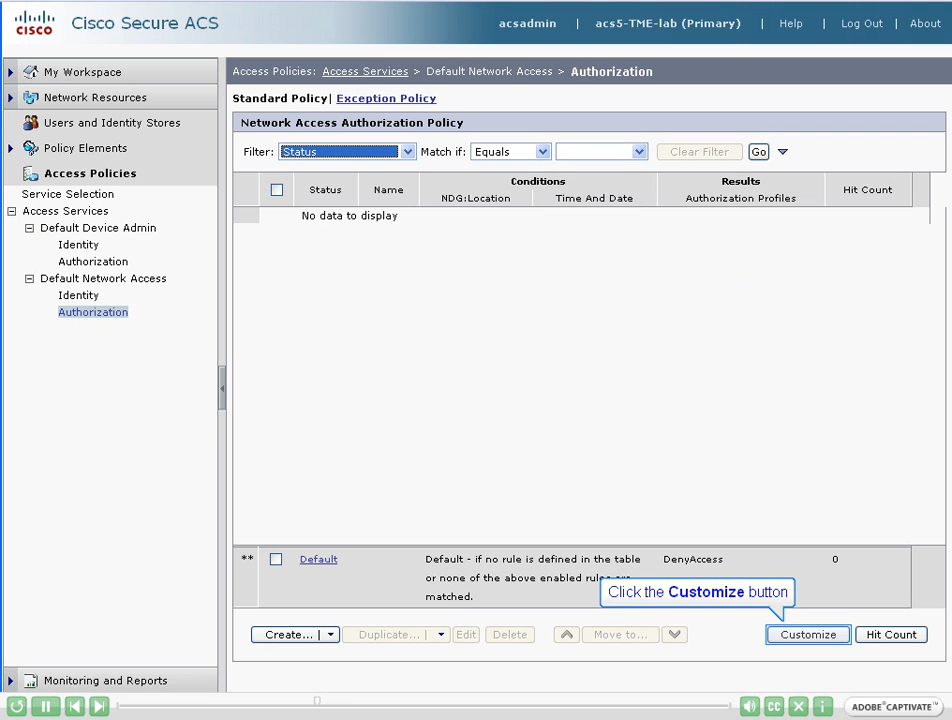 CISCO
Cisco Secure ACS
acsadmin | acs5-TME-lab (Primary) | Help | Log Out | About
My Workspace
Network Resources
Users and Identity Stores
Policy Elements
Access Policies
Service Selection
Access Services
Default Device Admin
Identity
Authorization
Default Network Access
Identity
Authorization
Monitoring and Reports
Access Policies: Access Services > Default Network Access > Authorization
Standard Policy| Exception Policy
Network Access Authorization Policy
Filter: Status Match if: Equals Clear Filter Go
Status Name Conditions Results Hit Count
NDG:Location Time And Date Authorization Profiles
No data to display
** Default Default - if no rule is defined in the table DenyAccess 0
or none of the above enabled rules are
matched.
Click the Customize button
Create... | Duplicate... | Edit Delete Move to... Customize Hit Count
CC i ADOBE® CAPTIVATE™